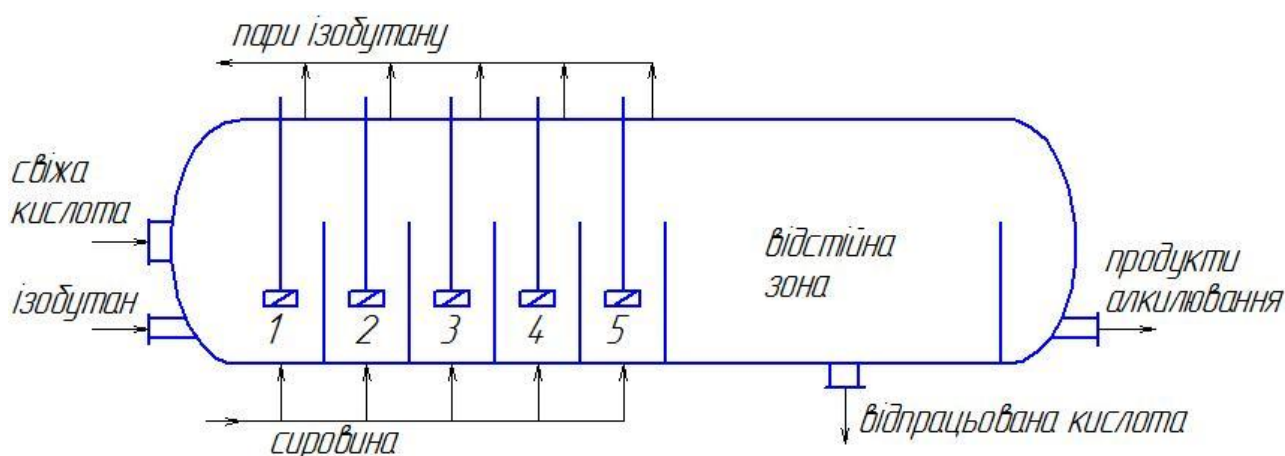 пари ізобутану
свіжа
кислота
ізобутан
1 2 3 4 5
відстійна
зона
продукти
алкилювання
сировина
відпрацьована кислота